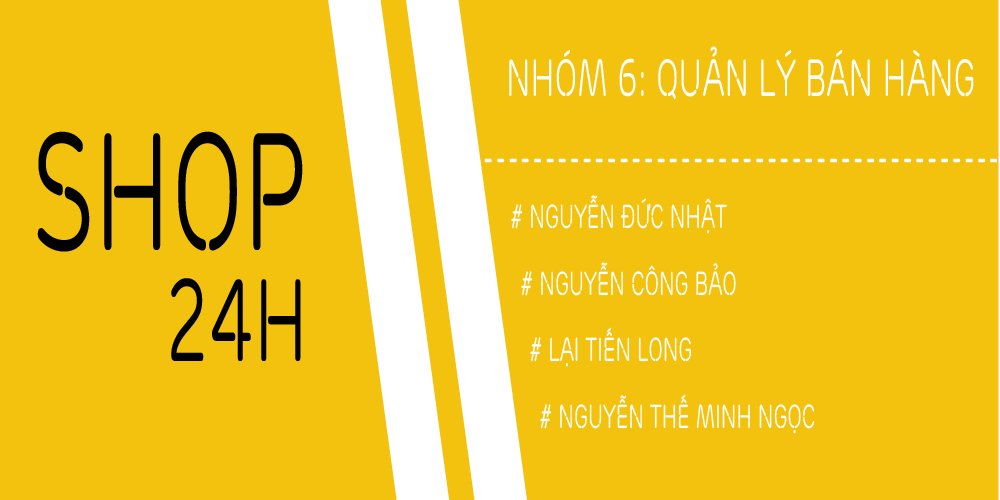 SHOP
24H
NHÓM 6: QUẢN LÝ BÁN HÀNG
# NGUYỄN ĐỨC NHẬT
# NGUYỄN CÔNG BẢO
# LẠI TIẾN LONG
# NGUYỄN THẾ MINH NGỌC